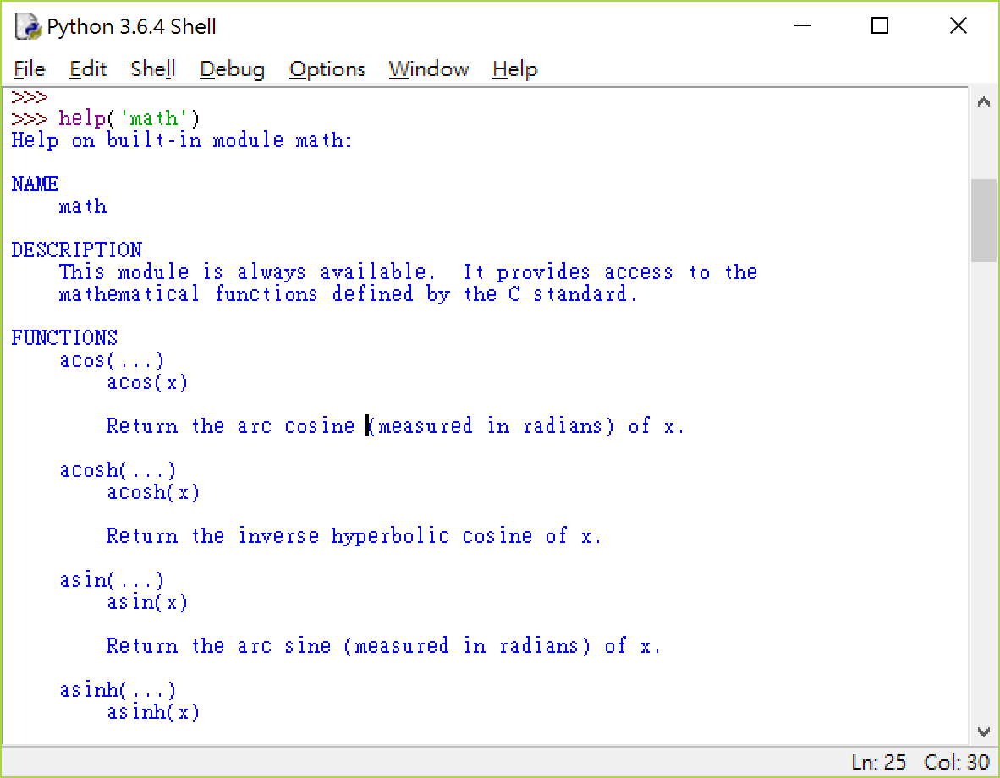 Python 3.6.4 Shell
File Edit Shell Debug Options Window Help
>>>
>>> help('math')
Help on built-in module math:
NAME
math
DESCRIPTION
This module is always available.  It provides access to the
mathematical functions defined by the C standard.
FUNCTIONS
acos(...)
acos(x)
Return the arc cosine (measured in radians) of x.
acosh(...)
acosh(x)
Return the inverse hyperbolic cosine of x.
asin(...)
asin(x)
Return the arc sine (measured in radians) of x.
asinh(...)
asinh(x)
Ln: 25 Col: 30